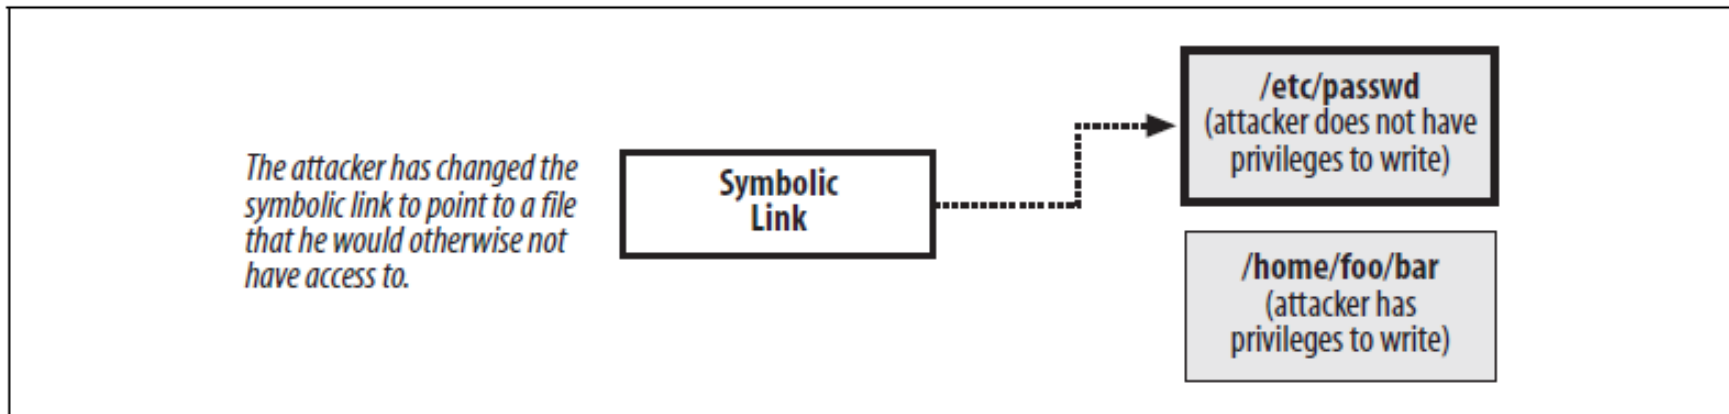 The attacker has changed the
symbolic link to point to a file
that he would otherwise not
have access to.
Symbolic
Link
/etc/passwd
(attacker does not have
privileges to write)
/home/foo/bar
(attacker has
privileges to write)